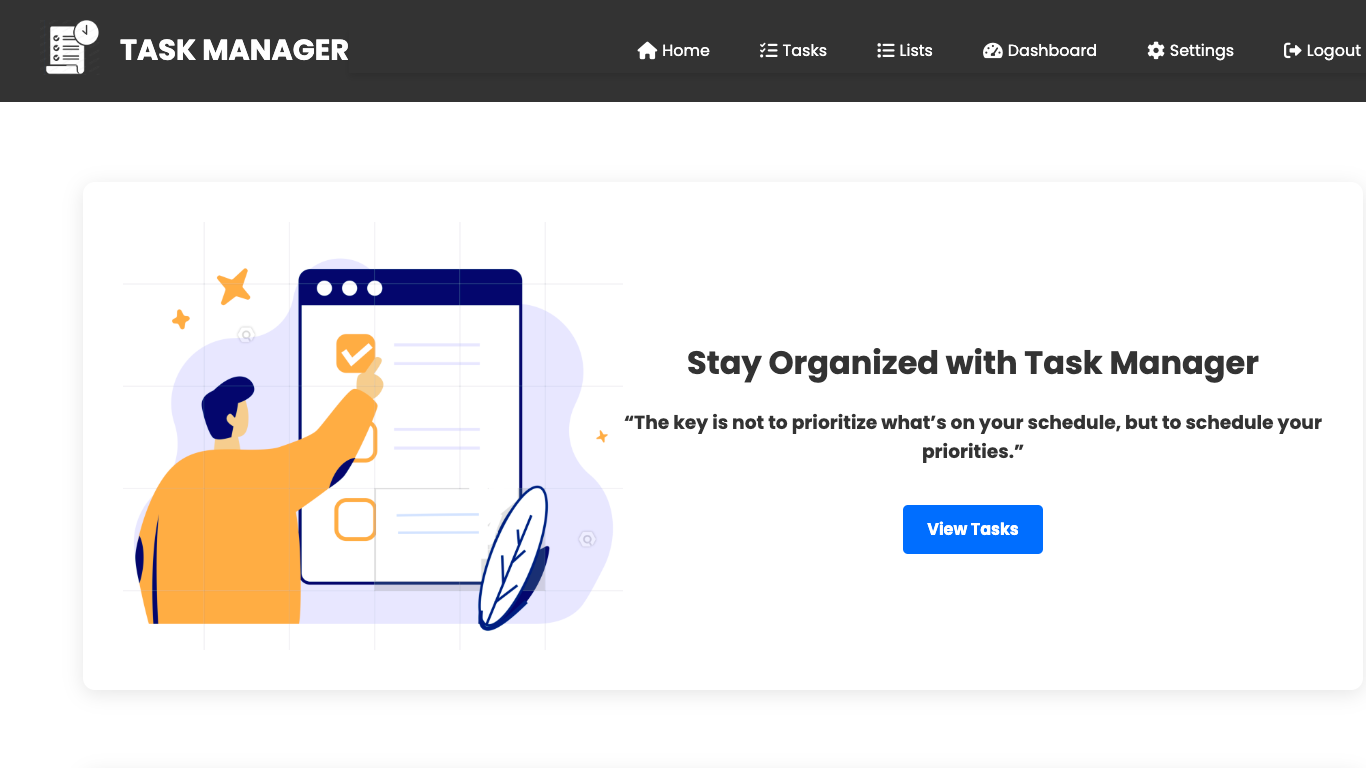 TASK MANAGER
Home
Tasks
Lists
Dashboard
Settings
Logout
Stay Organized with Task Manager
“The key is not to prioritize what’s on your schedule, but to schedule your
priorities.”
View Tasks